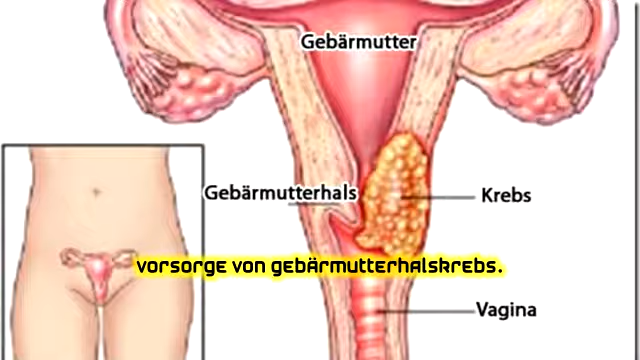 Gebärmutter
Gebärmutterhals
Krebs
vorsorge von gebärmutterhalskrebs.
Vagina